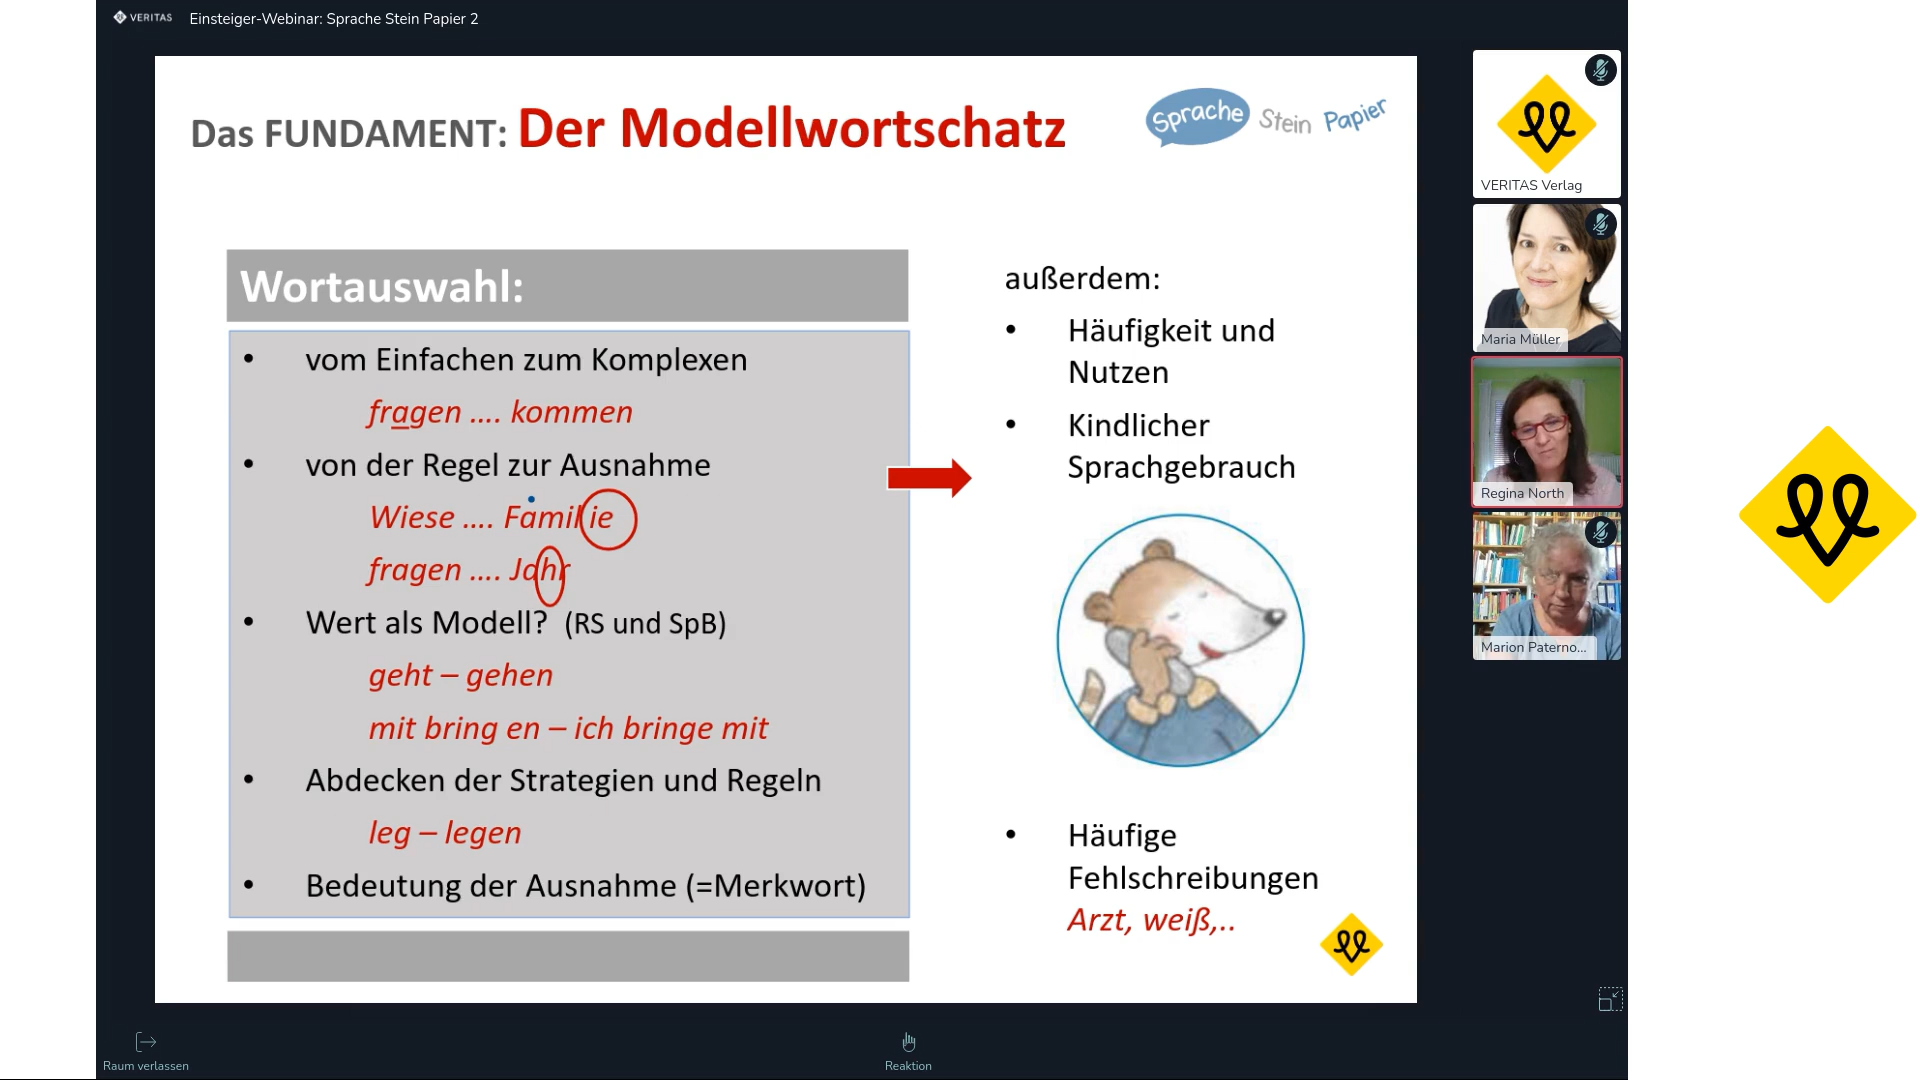 VERITAS Einsteiger-Webinar: Sprache Stein Papier 2
Das FUNDAMENT: Der Modellwortschatz
Sprache Stein Papier
Wortauswahl:
• vom Einfachen zum Komplexen
fragen .... kommen
• von der Regel zur Ausnahme
Wiese .... Familie
fragen .... Jahr
• Wert als Modell? (RS und SpB)
geht – gehen
mit bring en – ich bringe mit
• Abdecken der Strategien und Regeln
leg – legen
• Bedeutung der Ausnahme (=Merkwort)
außerdem:
• Häufigkeit und
Nutzen
• Kindlicher
Sprachgebrauch
• Häufige
Fehlschreibungen
Arzt, weiß,..
VERITAS Verlag
Maria Müller
Regina North
Marion Paterno...
Raum verlassen
Reaktion